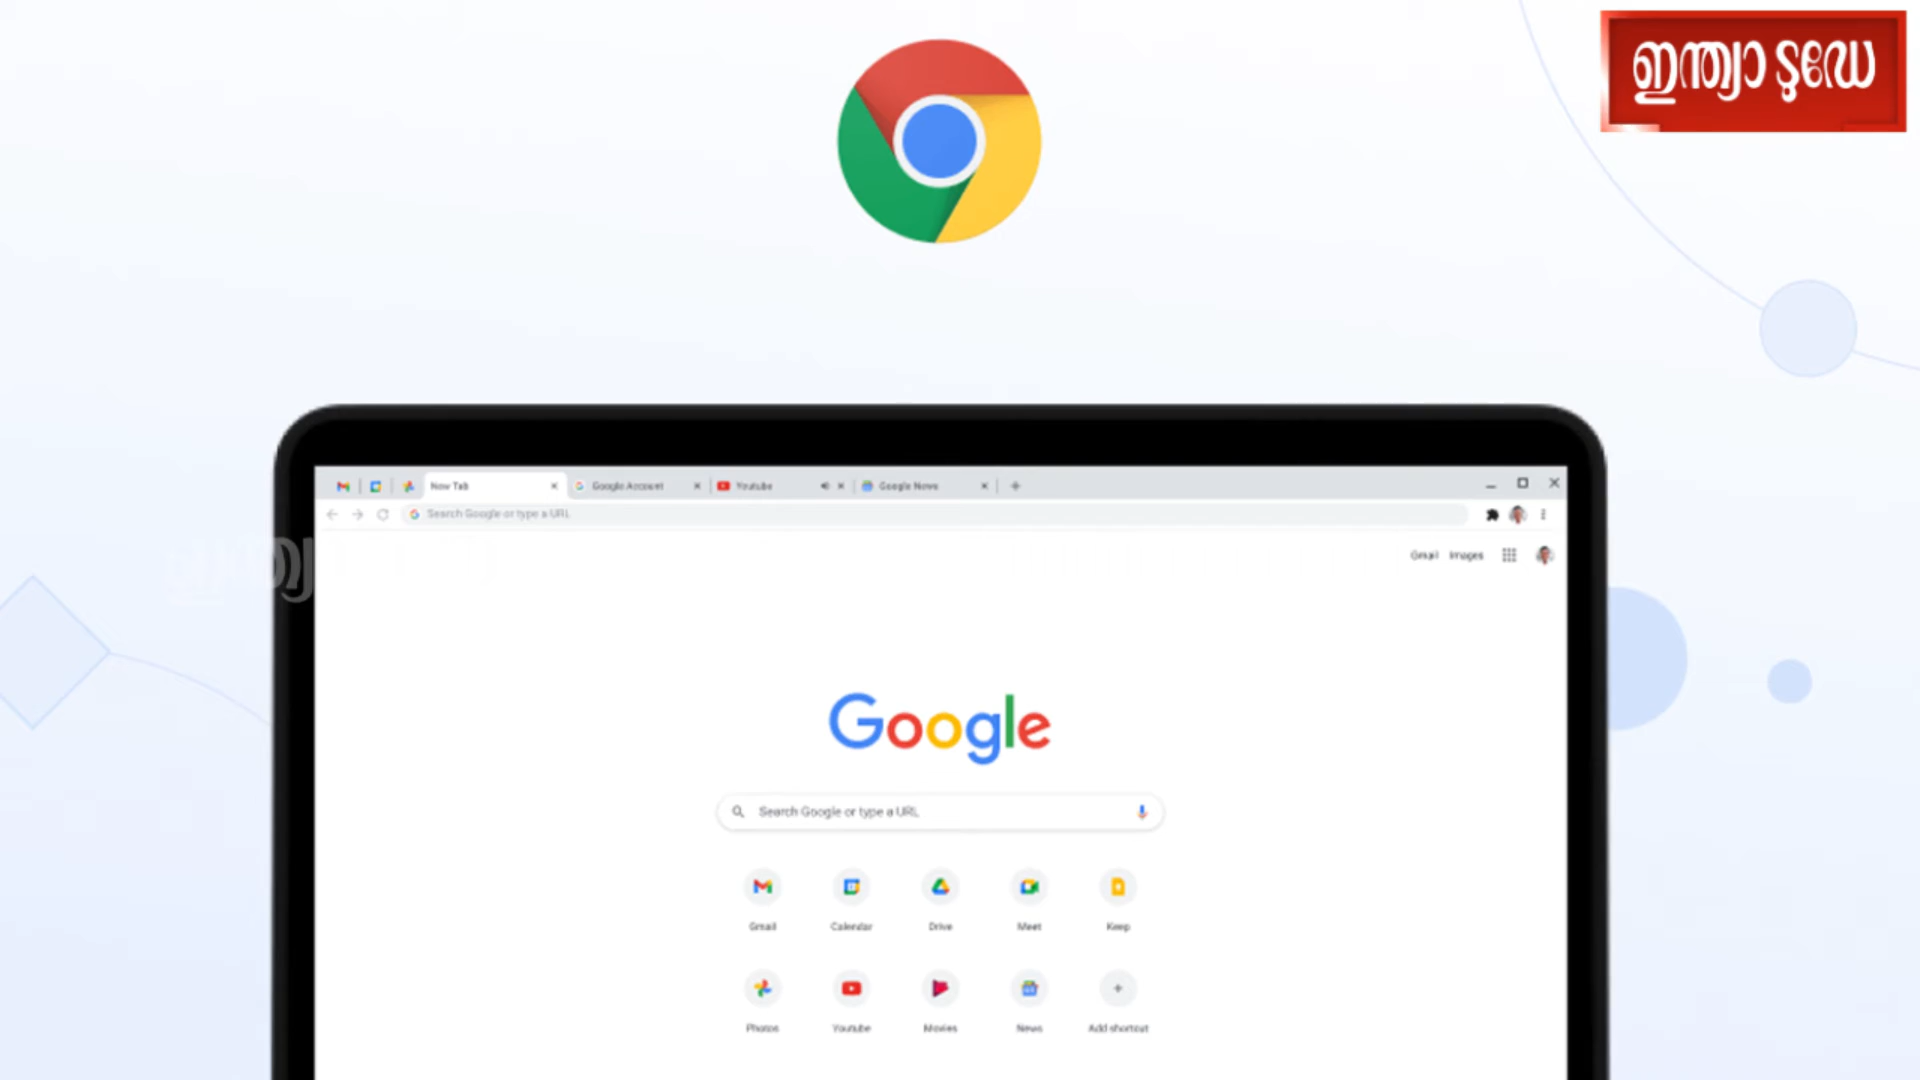 ഇന്ത്യാ ടുഡേ
New Tab
Google Account
Youtube
Google News
Search Google or type a URL
Gmail Images
Google
Search Google or type a URL
Gmail Calendar Drive Meet Keep
Photos Youtube Movies News Add shortcut